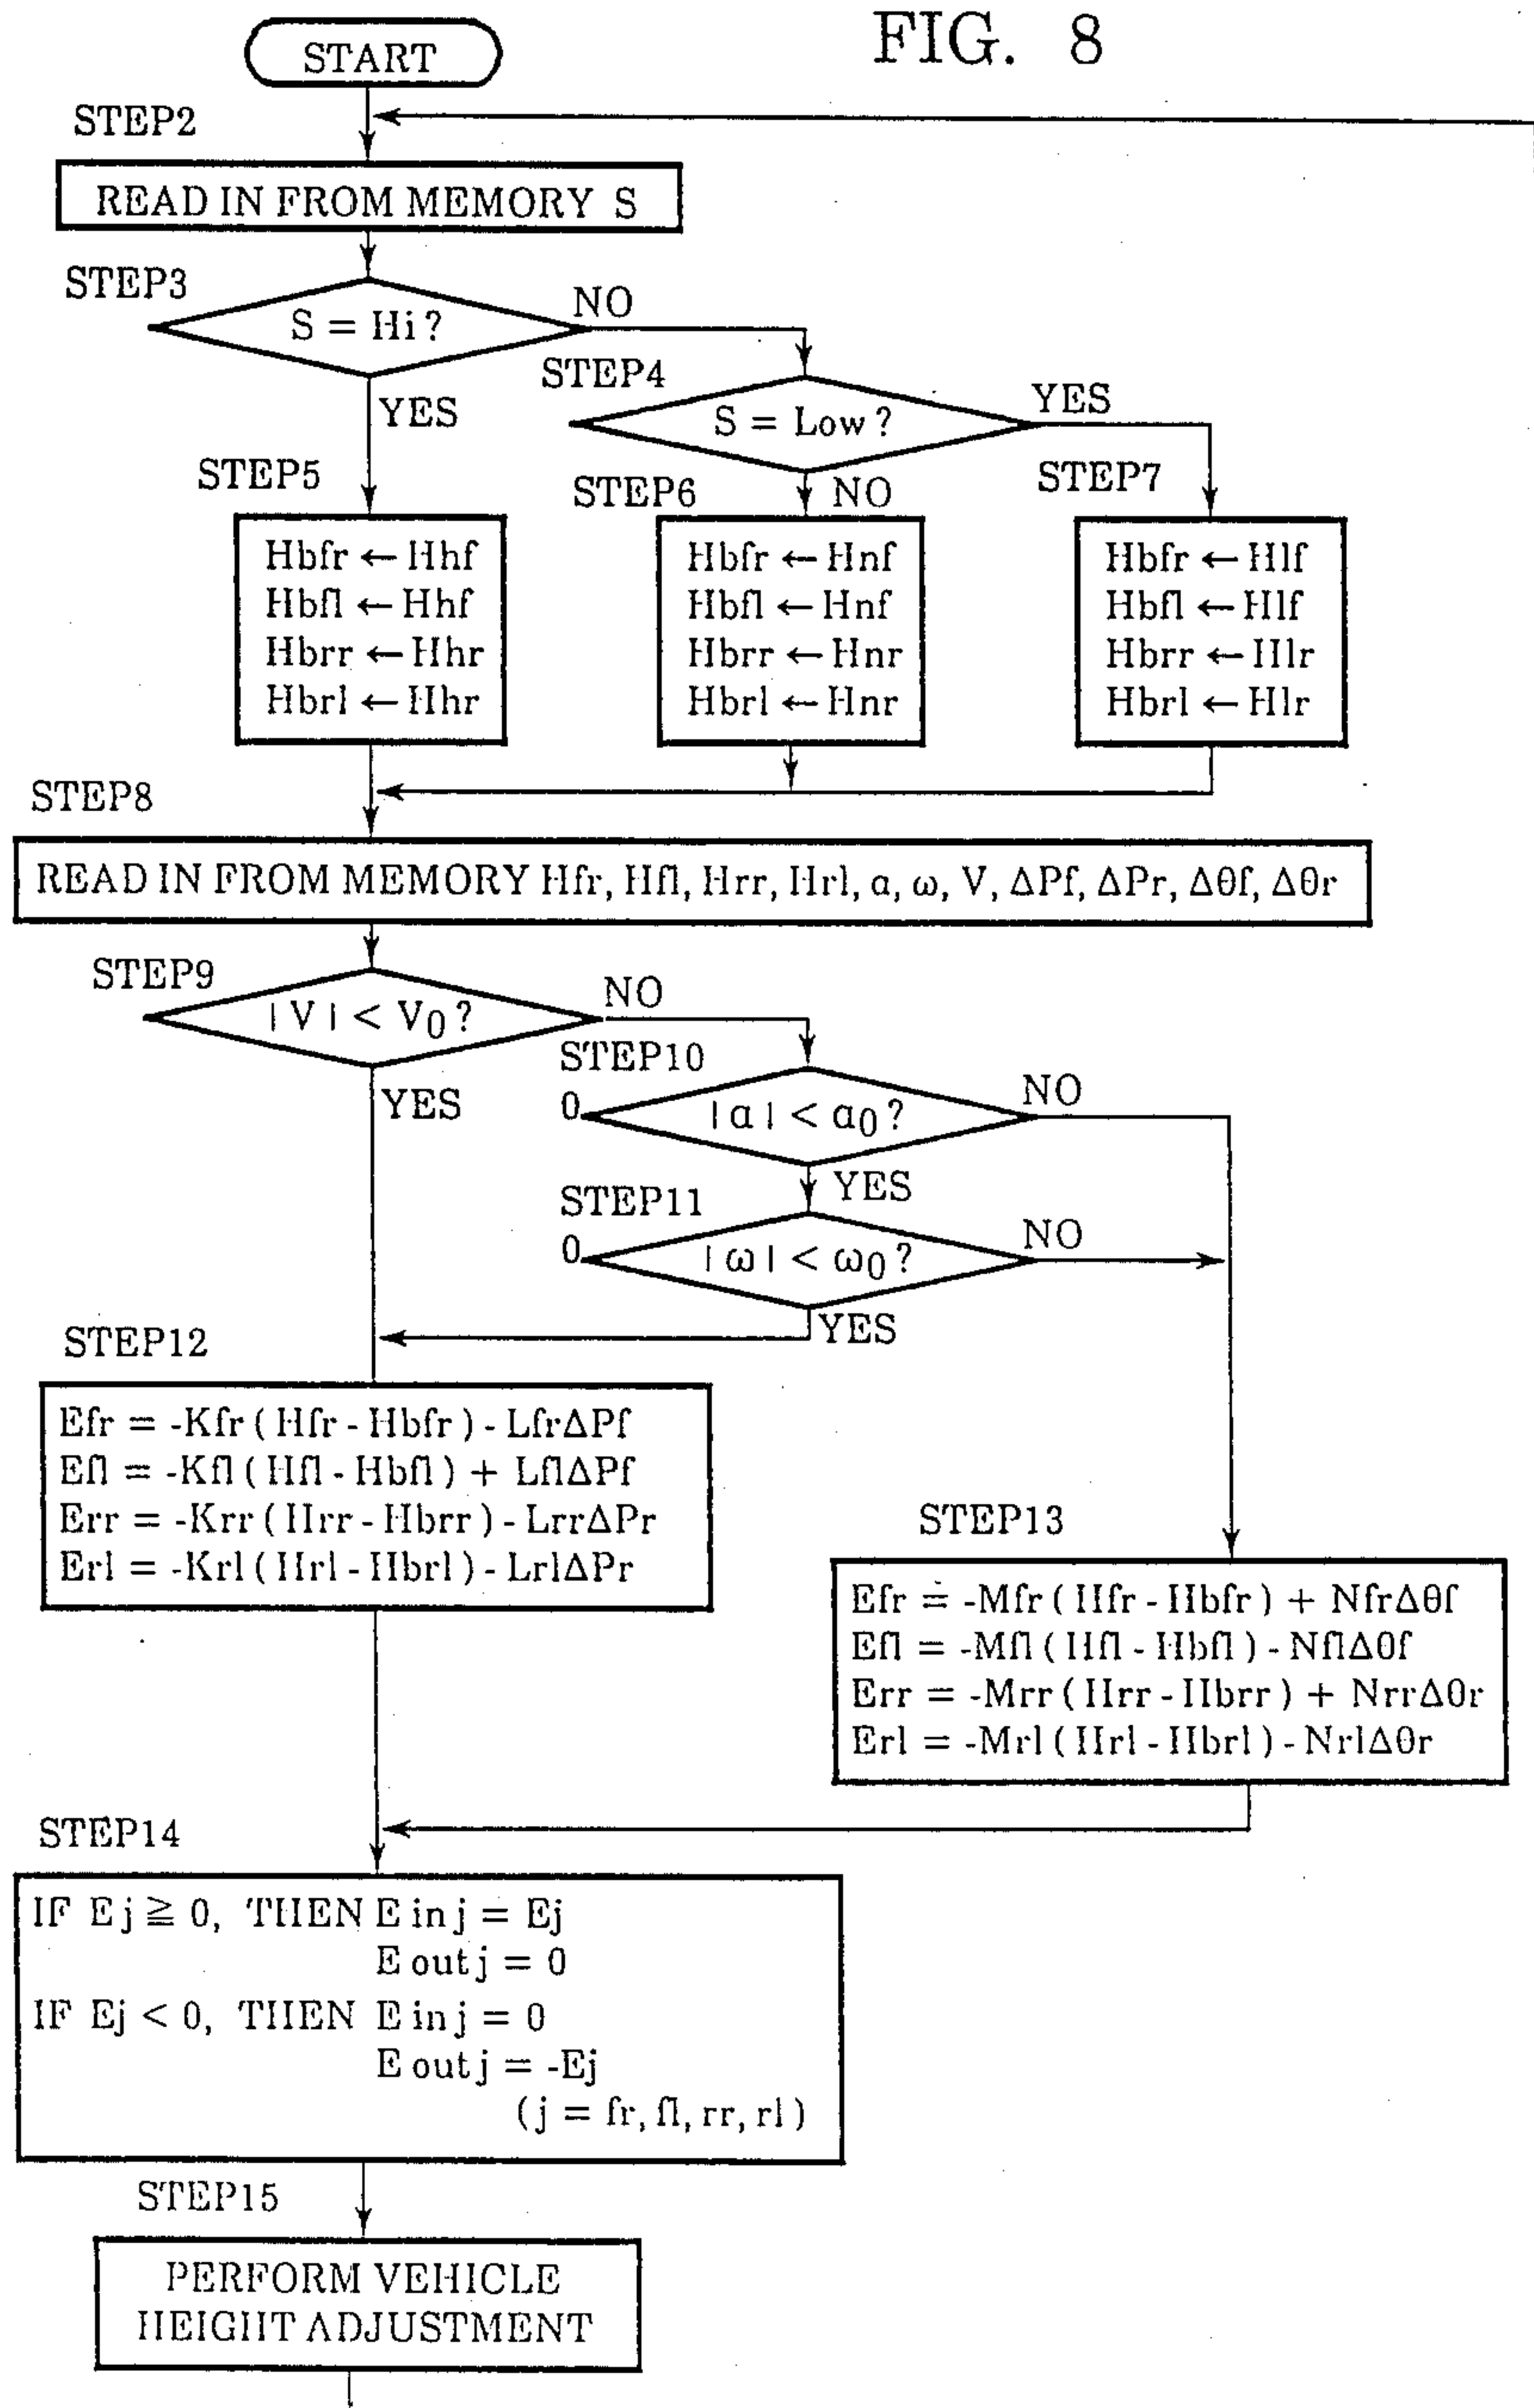 FIG. 8
START
STEP2
READ IN FROM MEMORY S
STEP3
S = Hi ?
NO
YES
STEP4
S = Low ?
YES
NO
STEP5
Hbfr ← Hhf
Hbfl ← Hhf
Hbrr ← Hhr
Hbrl ← Hhr
STEP6
Hbfr ← Hnf
Hbfl ← Hnf
Hbrr ← Hnr
Hbrl ← Hnr
STEP7
Hbfr ← Hlf
Hbfl ← Hlf
Hbrr ← Hlr
Hbrl ← Hlr
STEP8
READ IN FROM MEMORY Hfr, Hfl, Hrr, Hrl, α, ω, V, ΔPf, ΔPr, Δθf, Δθr
STEP9
| V | < V0 ?
NO
YES
STEP10
0
| α | < α0 ?
NO
YES
STEP11
0
| ω | < ω0 ?
NO
YES
STEP12
Efr = -Kfr ( Hfr - Hbfr ) - LfrΔPf
Efl = -Kfl ( Hfl - Hbfl ) + LflΔPf
Err = -Krr ( Hrr - Hbrr ) - LrrΔPr
Erl = -Krl ( Hrl - Hbrl ) - LrlΔPr
STEP13
Efr = -Mfr ( Hfr - Hbfr ) + NfrΔθf
Efl = -Mfl ( Hfl - Hbfl ) - NflΔθf
Err = -Mrr ( Hrr - Hbrr ) + NrrΔθr
Erl = -Mrl ( Hrl - Hbrl ) - NrlΔθr
STEP14
IF Ej ≧ 0, THEN E in j = Ej
E out j = 0
IF Ej < 0, THEN E in j = 0
E out j = -Ej
( j = fr, fl, rr, rl )
STEP15
PERFORM VEHICLE
HEIGHT ADJUSTMENT